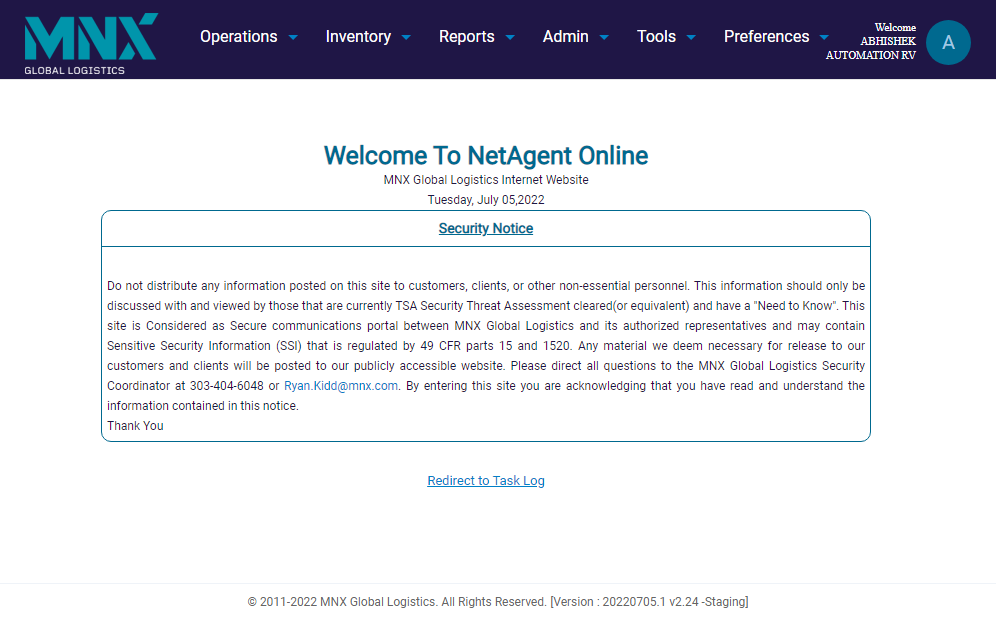 MNX
GLOBAL LOGISTICS
Operations
Inventory
Reports
Admin
Tools
Preferences
Welcome
ABHISHEK
AUTOMATION RV
A
Welcome To NetAgent Online
MNX Global Logistics Internet Website
Tuesday, July 05,2022
Security Notice
Do not distribute any information posted on this site to customers, clients, or other non-essential personnel. This information should only be
discussed with and viewed by those that are currently TSA Security Threat Assessment cleared(or equivalent) and have a "Need to Know". This
site is Considered as Secure communications portal between MNX Global Logistics and its authorized representatives and may contain
Sensitive Security Information (SSI) that is regulated by 49 CFR parts 15 and 1520. Any material we deem necessary for release to our
customers and clients will be posted to our publicly accessible website. Please direct all questions to the MNX Global Logistics Security
Coordinator at 303-404-6048 or Ryan.Kidd@mnx.com. By entering this site you are acknowledging that you have read and understand the
information contained in this notice.
Thank You
Redirect to Task Log
© 2011-2022 MNX Global Logistics. All Rights Reserved. [Version : 20220705.1 v2.24 -Staging]